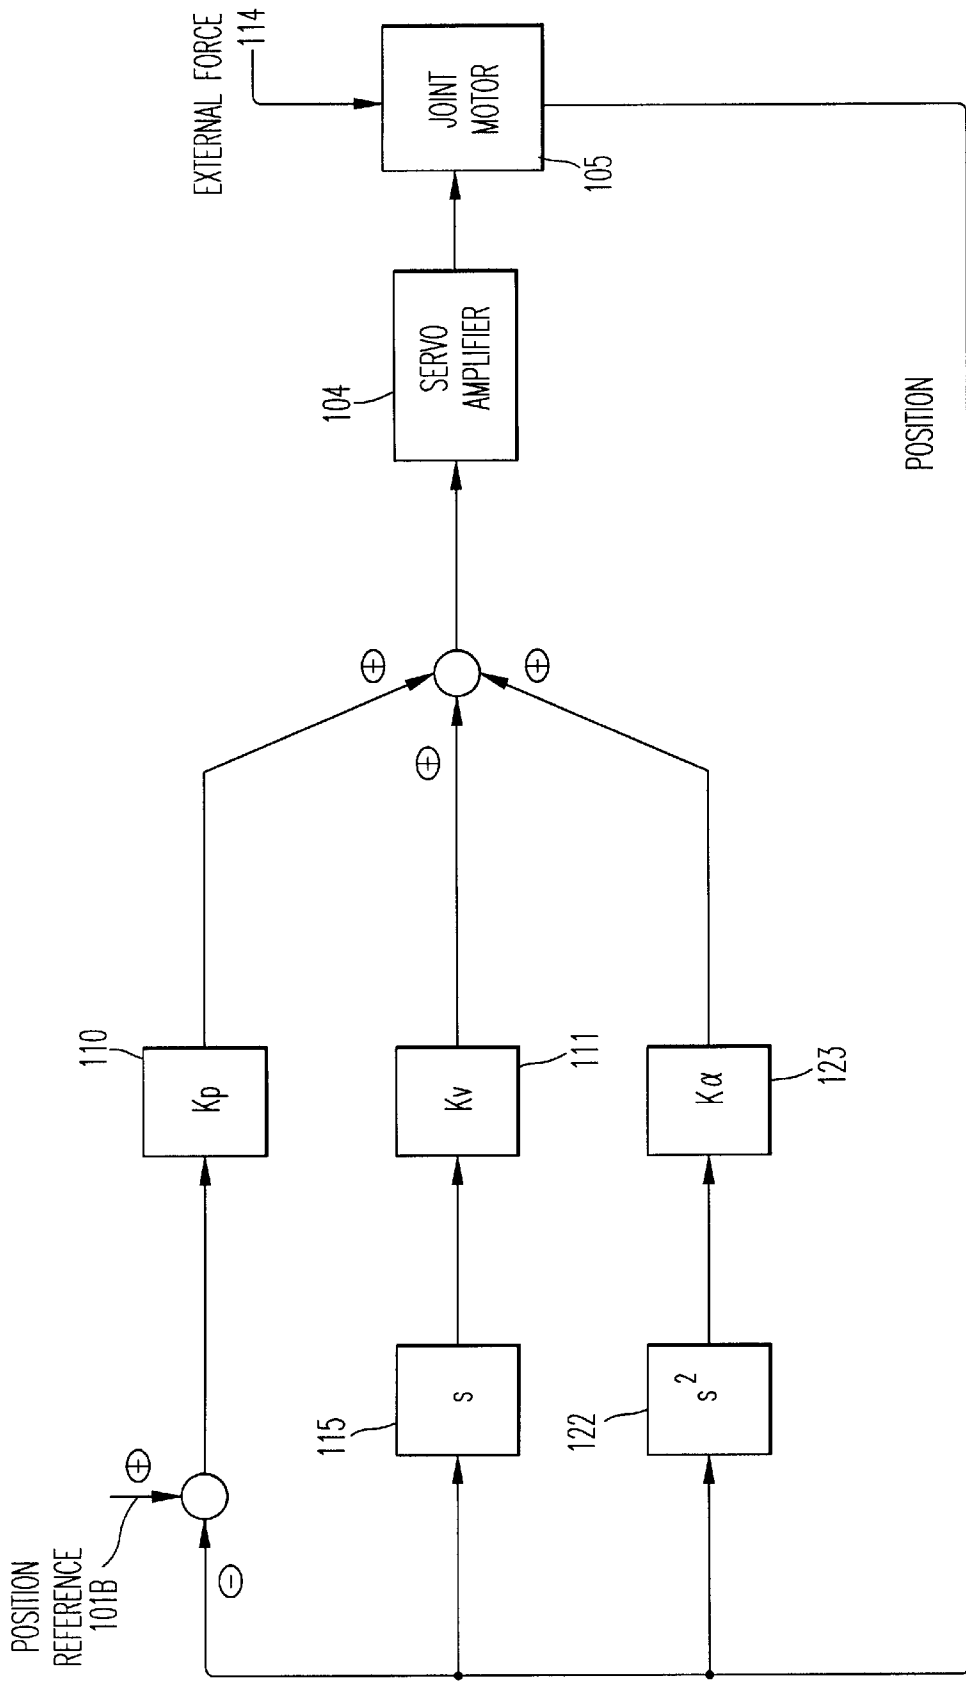 POSITION
REFERENCE
101B
⊕
⊖
110
Kp
115
s
Kv
111
122
s²
Kα
123
⊕
⊕
⊕
104
SERVO
AMPLIFIER
EXTERNAL FORCE
114
JOINT
MOTOR
105
POSITION